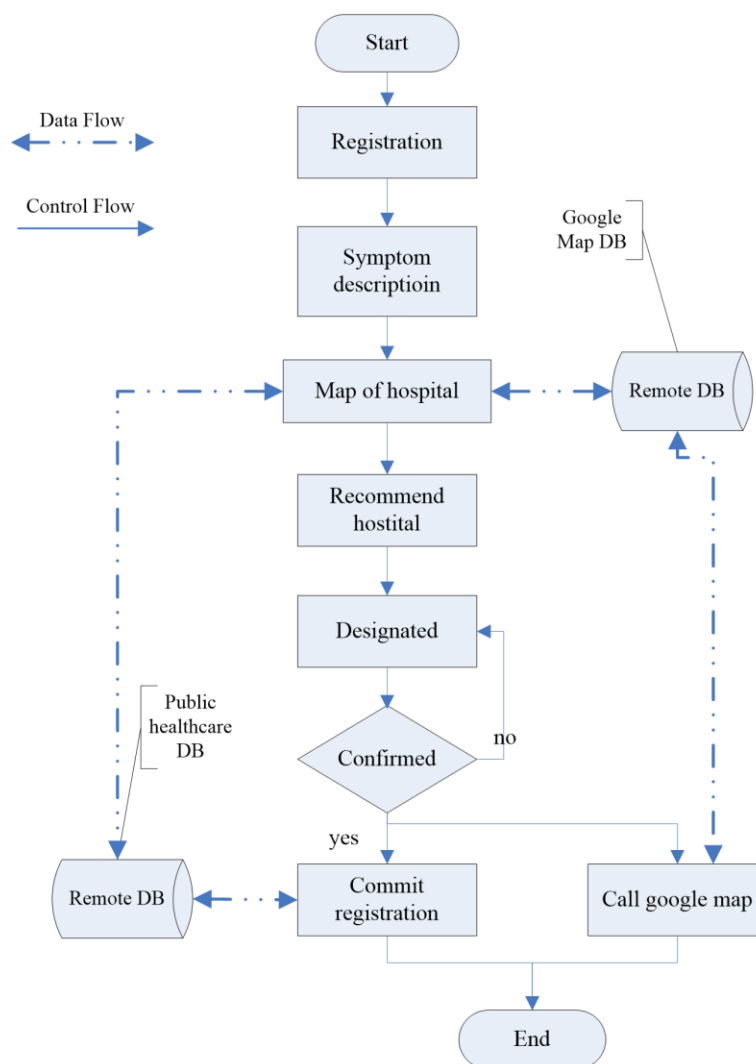 Start
Data Flow
Registration
Control Flow
Google
Map DB
Symptom
descriptioin
Map of hospital
Remote DB
Recommend
hostital
Designated
Public
healthcare
DB
no
Confirmed
yes
Remote DB
Commit
registration
Call google map
End